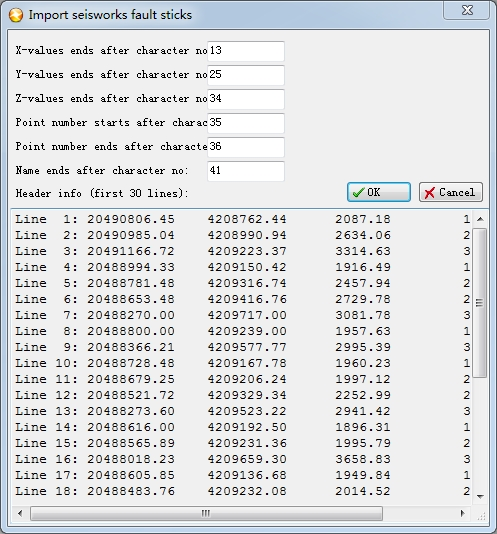 Import seisworks fault sticks
X-values ends after character no 13
Y-values ends after character no 25
Z-values ends after character no 34
Point number starts after charac 35
Point number ends after characte 36
Name ends after character no: 41
Header info (first 30 lines): OK Cancel
Line 1: 20490806.45 4208762.44 2087.18 1
Line 2: 20490985.04 4208990.94 2634.06 2
Line 3: 20491166.72 4209223.37 3314.63 3
Line 4: 20488994.33 4209150.42 1916.49 1
Line 5: 20488781.48 4209316.74 2457.94 2
Line 6: 20488653.48 4209416.76 2729.78 2
Line 7: 20488270.00 4209717.00 3081.78 3
Line 8: 20488800.00 4209239.00 1957.63 1
Line 9: 20488366.21 4209577.77 2995.39 3
Line 10: 20488728.68 4209167.78 1960.23 1
Line 11: 20488679.25 4209206.24 1997.12 2
Line 12: 20488521.72 4209329.34 2252.99 2
Line 13: 20488273.60 4209523.22 2941.42 3
Line 14: 20488616.00 4209192.50 1896.31 1
Line 15: 20488565.89 4209231.36 1995.79 2
Line 16: 20488018.23 4209659.30 3658.83 3
Line 17: 20488605.85 4209136.68 1949.84 1
Line 18: 20488483.76 4209232.08 2014.52 2